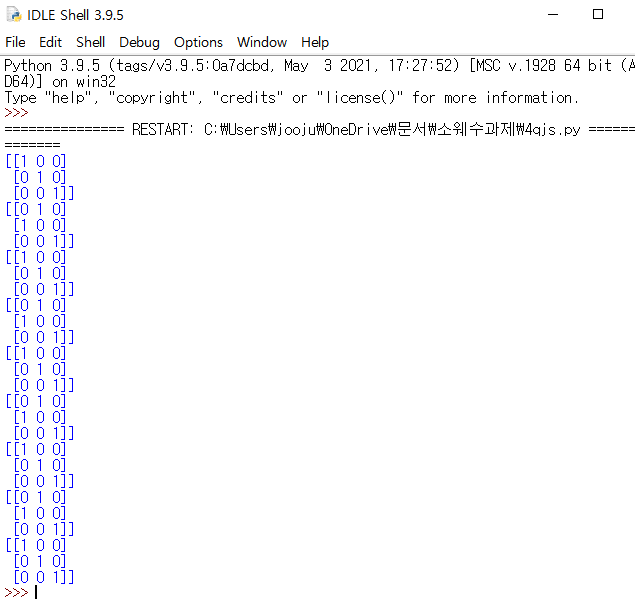 IDLE Shell 3.9.5
File Edit Shell Debug Options Window Help
Python 3.9.5 (tags/v3.9.5:0a7dcbd, May  3 2021, 17:27:52) [MSC v.1928 64 bit (A
D64)] on win32
Type "help", "copyright", "credits" or "license()" for more information.
>>>
=============== RESTART: C:₩Users₩jooju₩OneDrive₩문서₩소웨수과제₩4qjs.py ======
=======
[[1 0 0]
 [0 1 0]
 [0 0 1]]
[[0 1 0]
 [1 0 0]
 [0 0 1]]
[[1 0 0]
 [0 1 0]
 [0 0 1]]
[[0 1 0]
 [1 0 0]
 [0 0 1]]
[[1 0 0]
 [0 1 0]
 [0 0 1]]
[[0 1 0]
 [1 0 0]
 [0 0 1]]
[[1 0 0]
 [0 1 0]
 [0 0 1]]
[[0 1 0]
 [1 0 0]
 [0 0 1]]
[[1 0 0]
 [0 1 0]
 [0 0 1]]
>>>